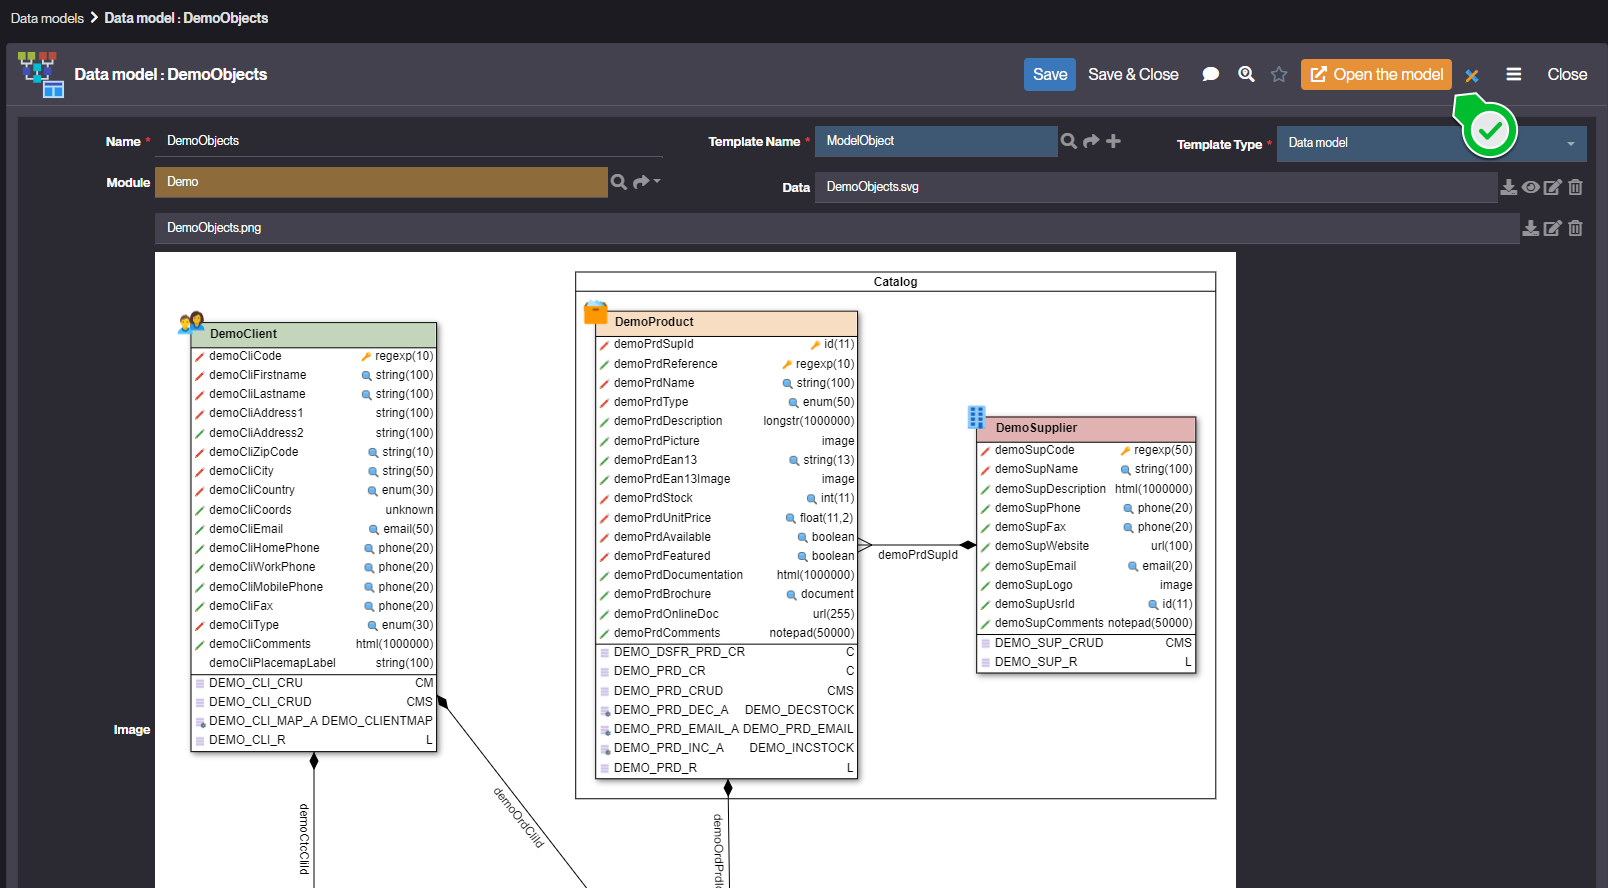 Data models > Data model : DemoObjects
Data model : DemoObjects
Save
Save & Close
Open the model
Close
Name *
DemoObjects
Template Name *
ModelObject
Template Type *
Data model
Module
Demo
Data
DemoObjects.svg
DemoObjects.png
Image
Catalog
DemoClient
demoCliCode regexp(10)
demoCliFirstname string(100)
demoCliLastname string(100)
demoCliAddress1 string(100)
demoCliAddress2 string(100)
demoCliZipCode string(10)
demoCliCity string(50)
demoCliCountry enum(30)
demoCliCoords unknown
demoCliEmail email(50)
demoCliHomePhone phone(20)
demoCliWorkPhone phone(20)
demoCliMobilePhone phone(20)
demoCliFax phone(20)
demoCliType enum(30)
demoCliComments html(1000000)
demoCliPlacemapLabel string(100)
DEMO_CLI_CRU CM
DEMO_CLI_CRUD CMS
DEMO_CLI_MAP_A DEMO_CLIENTMAP
DEMO_CLI_R L
DemoProduct
demoPrdSupId id(11)
demoPrdReference regexp(10)
demoPrdName string(100)
demoPrdType enum(50)
demoPrdDescription longstr(1000000)
demoPrdPicture image
demoPrdEan13 string(13)
demoPrdEan13Image image
demoPrdStock int(11)
demoPrdUnitPrice float(11,2)
demoPrdAvailable boolean
demoPrdFeatured boolean
demoPrdDocumentation html(1000000)
demoPrdBrochure document
demoPrdOnlineDoc url(255)
demoPrdComments notepad(50000)
DEMO_DSFR_PRD_CR C
DEMO_PRD_CR C
DEMO_PRD_CRUD CMS
DEMO_PRD_DEC_A DEMO_DECSTOCK
DEMO_PRD_EMAIL_A DEMO_PRD_EMAIL
DEMO_PRD_INC_A DEMO_INCSTOCK
DEMO_PRD_R L
demoPrdSupId
DemoSupplier
demoSupCode regexp(50)
demoSupName string(100)
demoSupDescription html(1000000)
demoSupPhone phone(20)
demoSupFax phone(20)
demoSupWebsite url(100)
demoSupEmail email(20)
demoSupLogo image
demoSupUsrId id(11)
demoSupComments notepad(50000)
DEMO_SUP_CRUD CMS
DEMO_SUP_R L
demoCtcCliId
demoOrdCliId
demoOrdPrdId